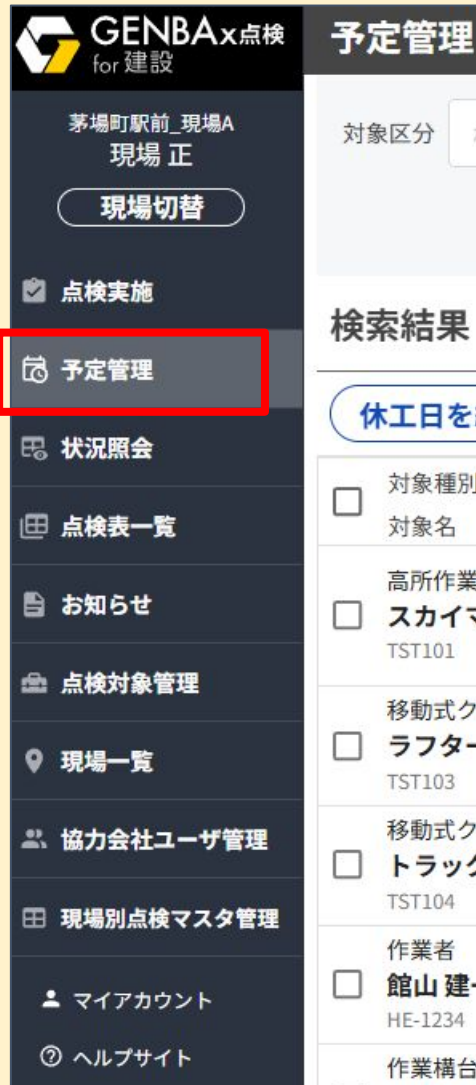 GENBAx点検
for 建設
茅場町駅前_現場A
現場 正
現場切替
点検実施
予定管理
状況照会
点検表一覧
お知らせ
点検対象管理
現場一覧
協力会社ユーザ管理
現場別点検マスタ管理
マイアカウント
ヘルプサイト
予定管理
対象区分
検索結果
休工日を
対象種別
対象名
高所作業
スカイマ
TST101
移動式ク
ラフター
TST103
移動式ク
トラック
TST104
作業者
館山 建一
HE-1234
作業構台